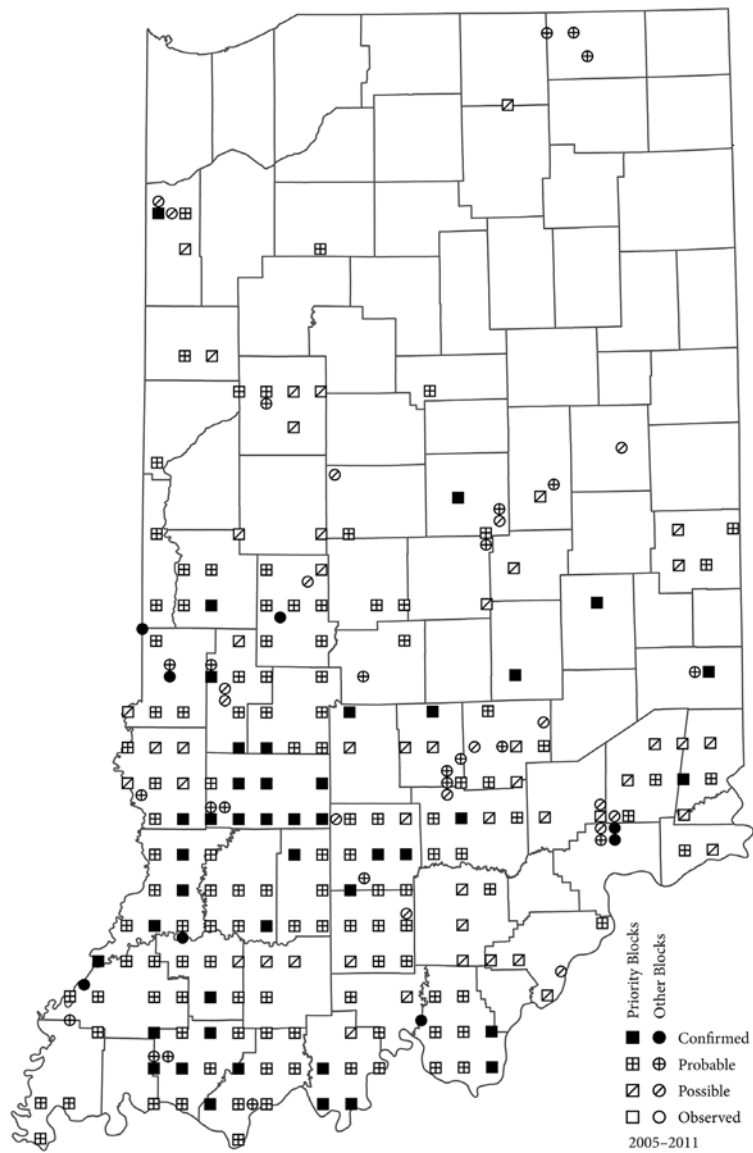 Priority Blocks
Other Blocks
Confirmed
Probable
Possible
Observed
2005–2011